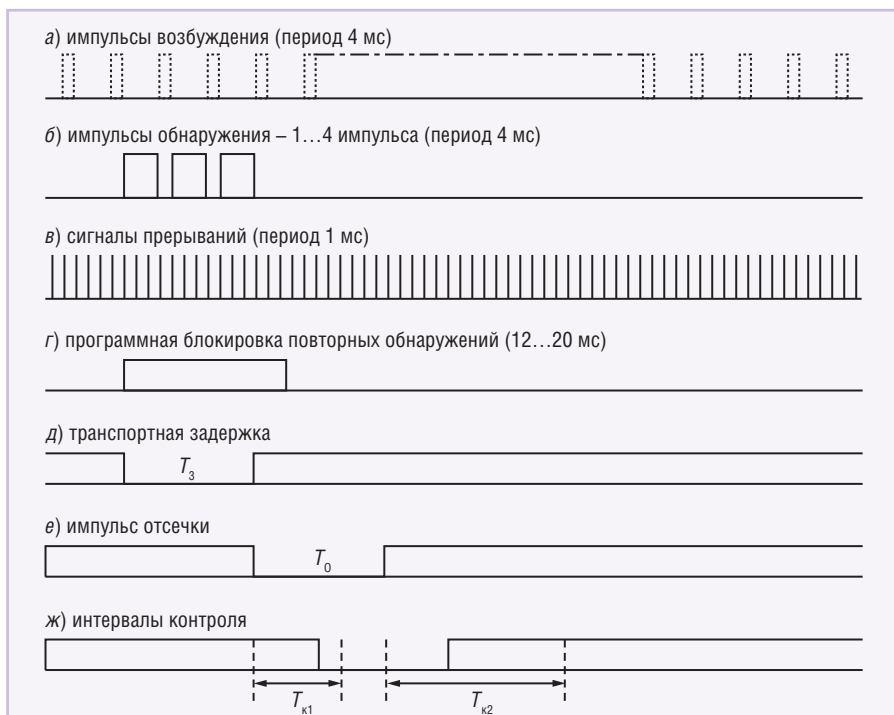 а) импульсы возбуждения (период 4 мс)
б) импульсы обнаружения – 1…4 импульса (период 4 мс)
в) сигналы прерываний (период 1 мс)
г) программная блокировка повторных обнаружений (12…20 мс)
д) транспортная задержка
Tз
е) импульс отсечки
T0
ж) интервалы контроля
Tк1 Tк2